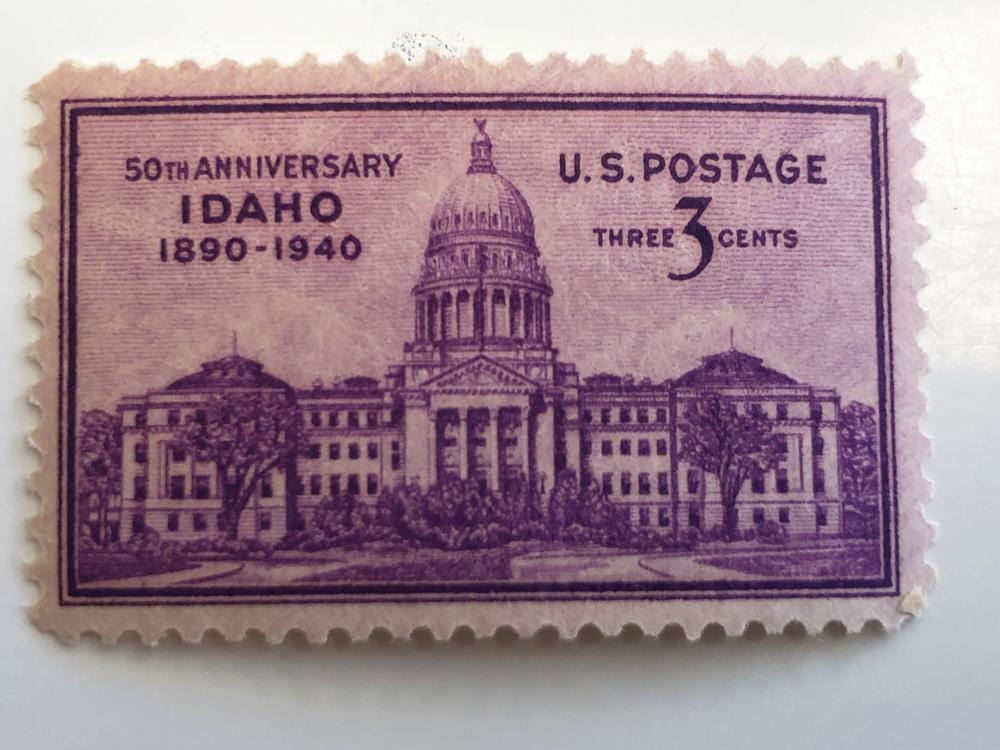 50TH ANNIVERSARY
IDAHO
1890-1940
U.S. POSTAGE
THREE 3 CENTS